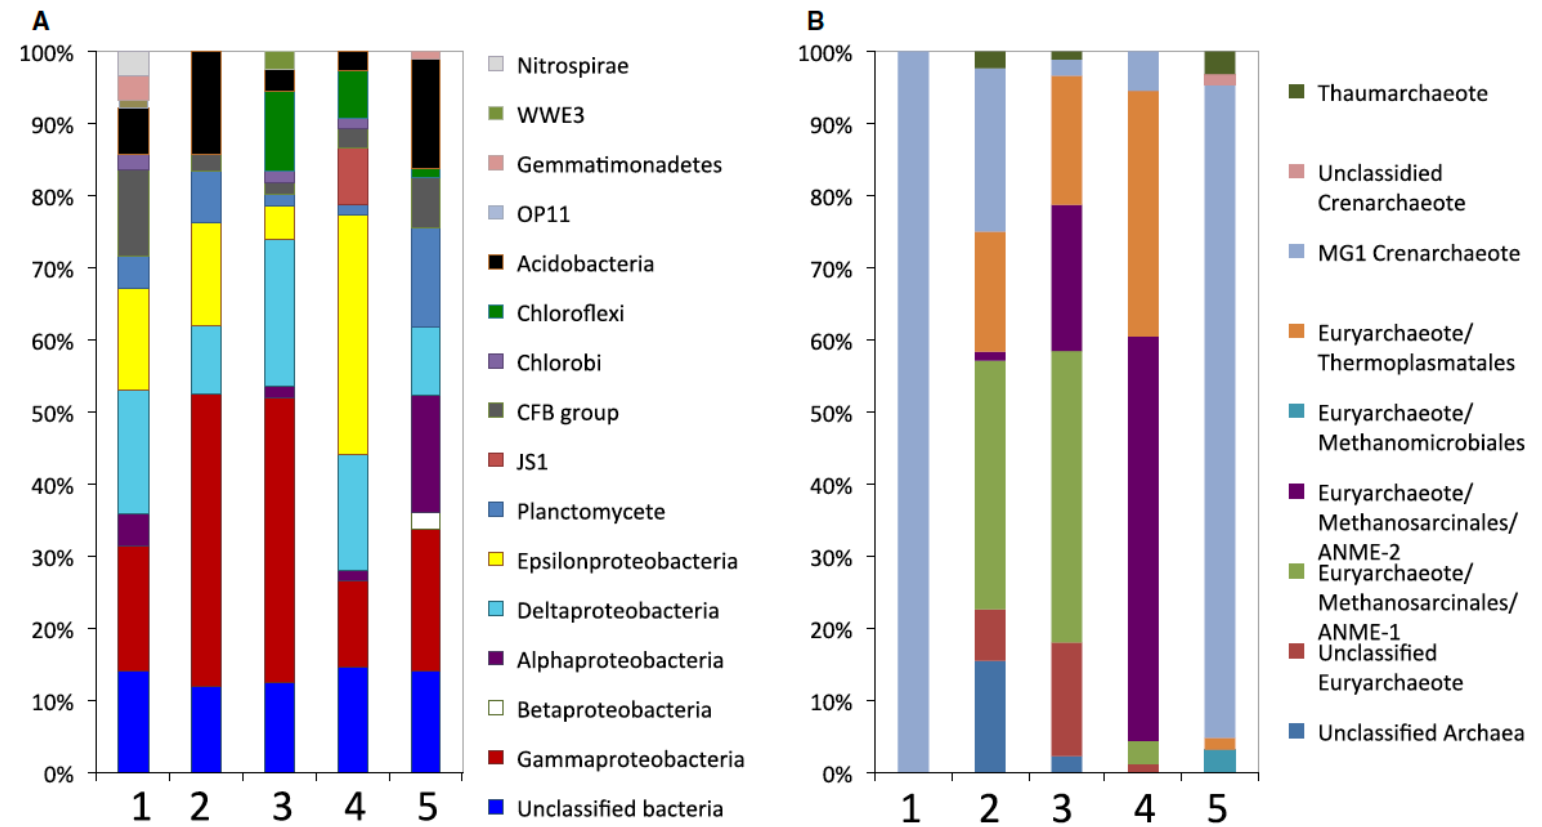 A
100%
90%
80%
70%
60%
50%
40%
30%
20%
10%
0%
1 2 3 4 5
Nitrospirae
WWE3
Gemmatimonadetes
OP11
Acidobacteria
Chloroflexi
Chlorobi
CFB group
JS1
Planctomycete
Epsilonproteobacteria
Deltaproteobacteria
Alphaproteobacteria
Betaproteobacteria
Gammaproteobacteria
Unclassified bacteria
B
100%
90%
80%
70%
60%
50%
40%
30%
20%
10%
0%
1 2 3 4 5
Thaumarchaeote
Unclassidied
Crenarchaeote
MG1 Crenarchaeote
Euryarchaeote/
Thermoplasmatales
Euryarchaeote/
Methanomicrobiales
Euryarchaeote/
Methanosarcinales/
ANME-2
Euryarchaeote/
Methanosarcinales/
ANME-1
Unclassified
Euryarchaeote
Unclassified Archaea